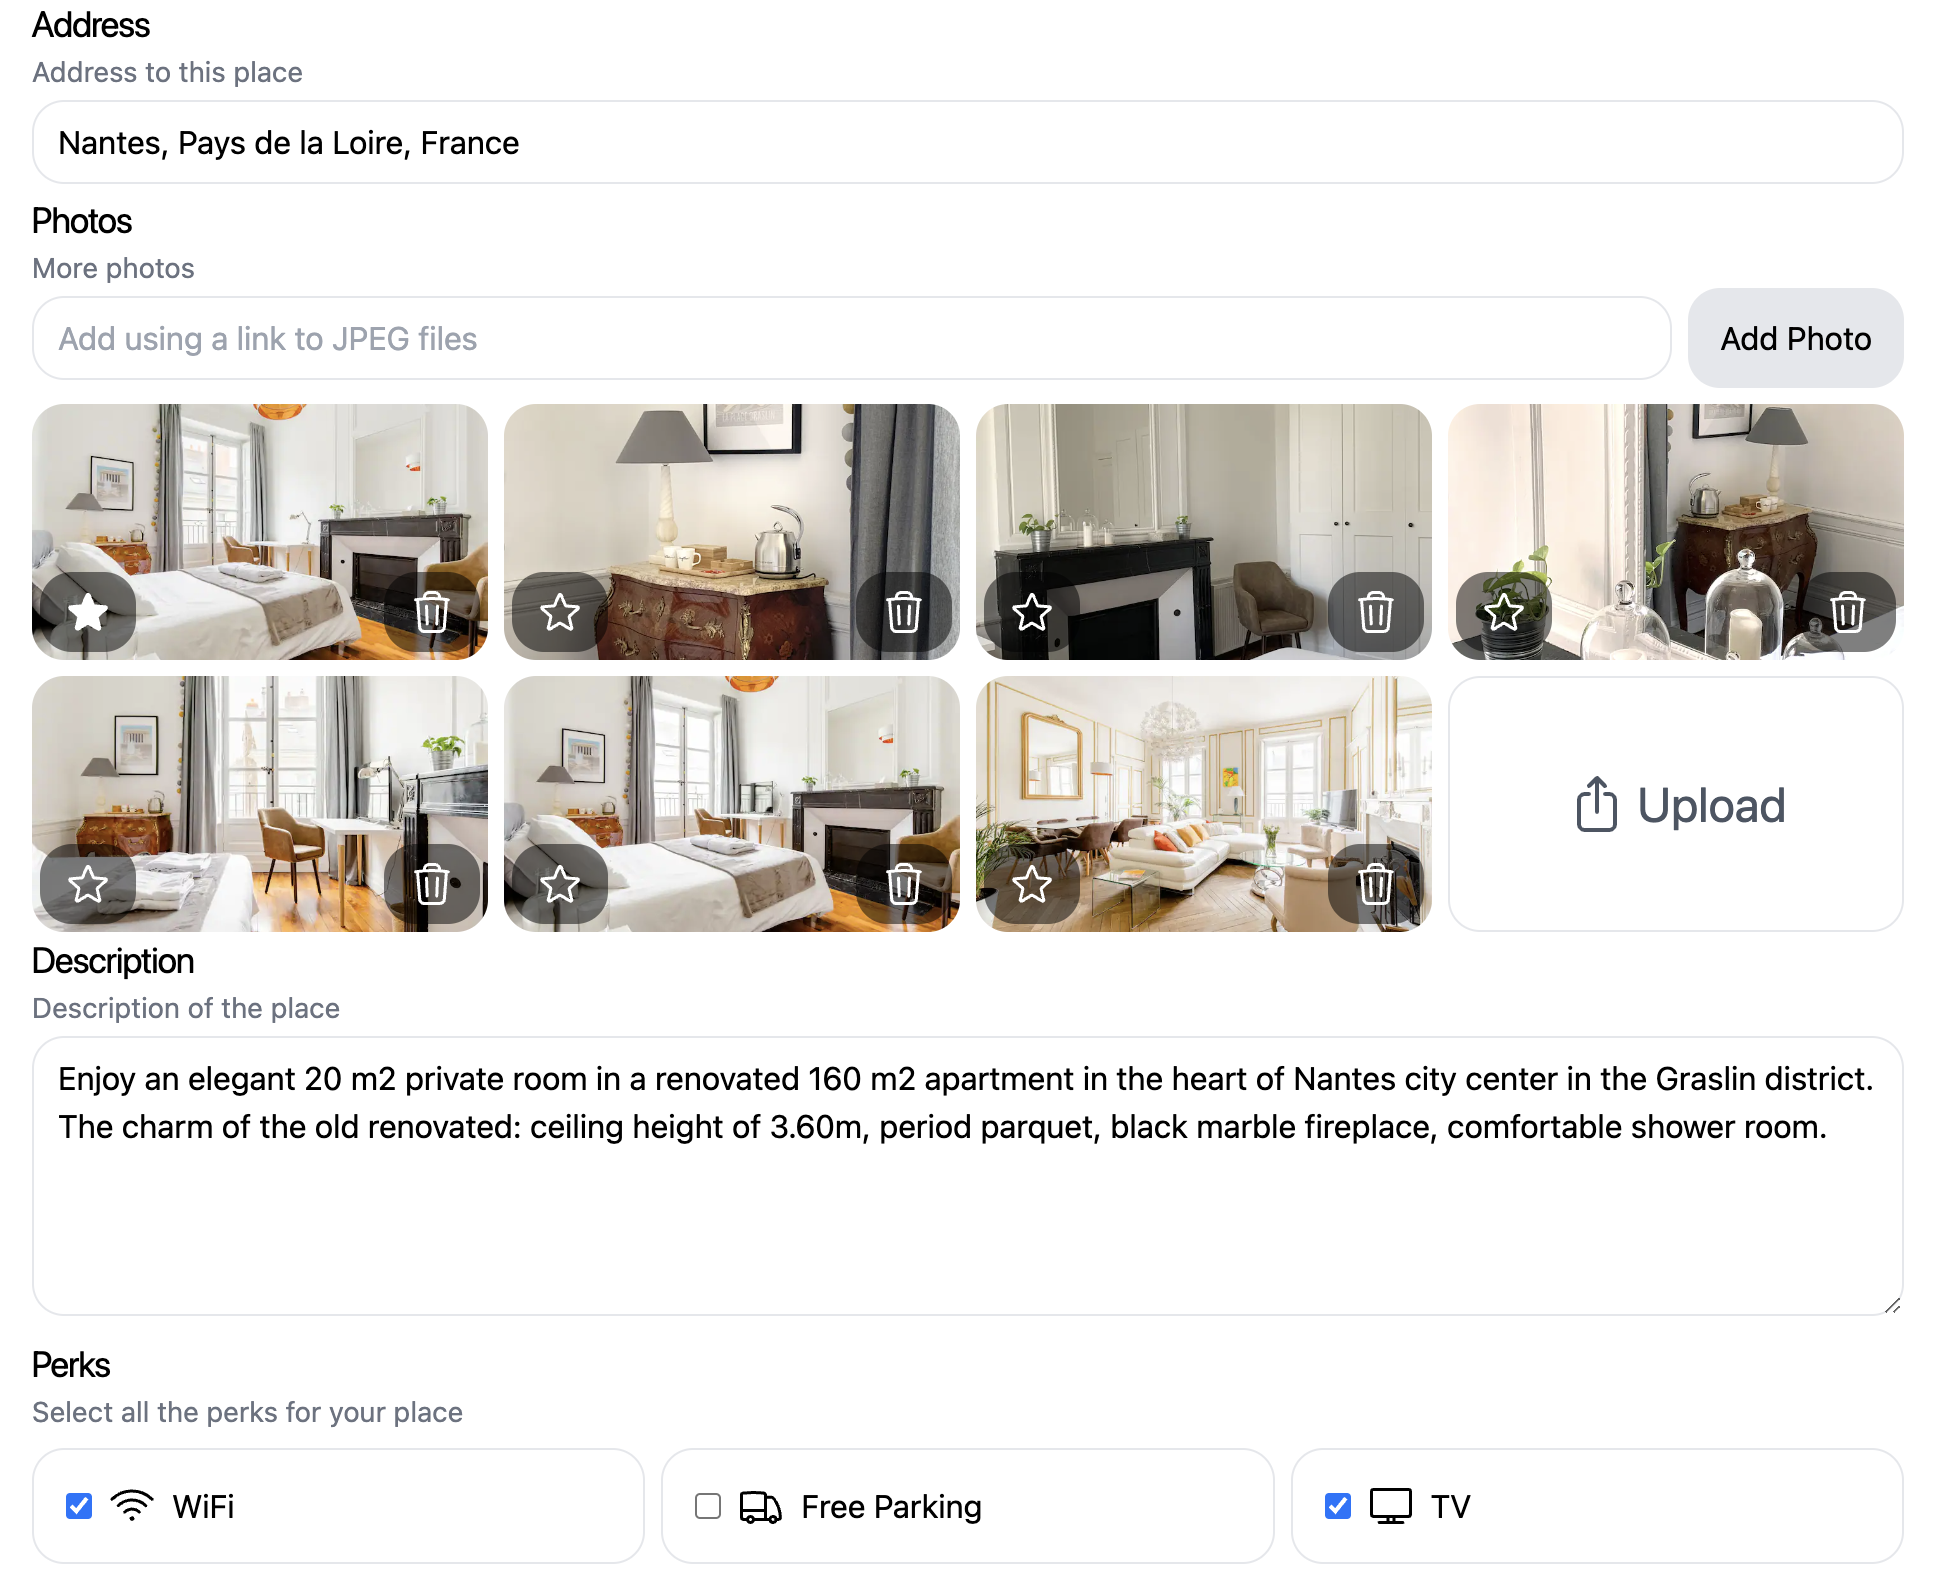 Address
Address to this place
Nantes, Pays de la Loire, France
Photos
More photos
Add using a link to JPEG files
Add Photo
Upload
Description
Description of the place
Enjoy an elegant 20 m2 private room in a renovated 160 m2 apartment in the heart of Nantes city center in the Graslin district.
The charm of the old renovated: ceiling height of 3.60m, period parquet, black marble fireplace, comfortable shower room.
Perks
Select all the perks for your place
WiFi
Free Parking
TV